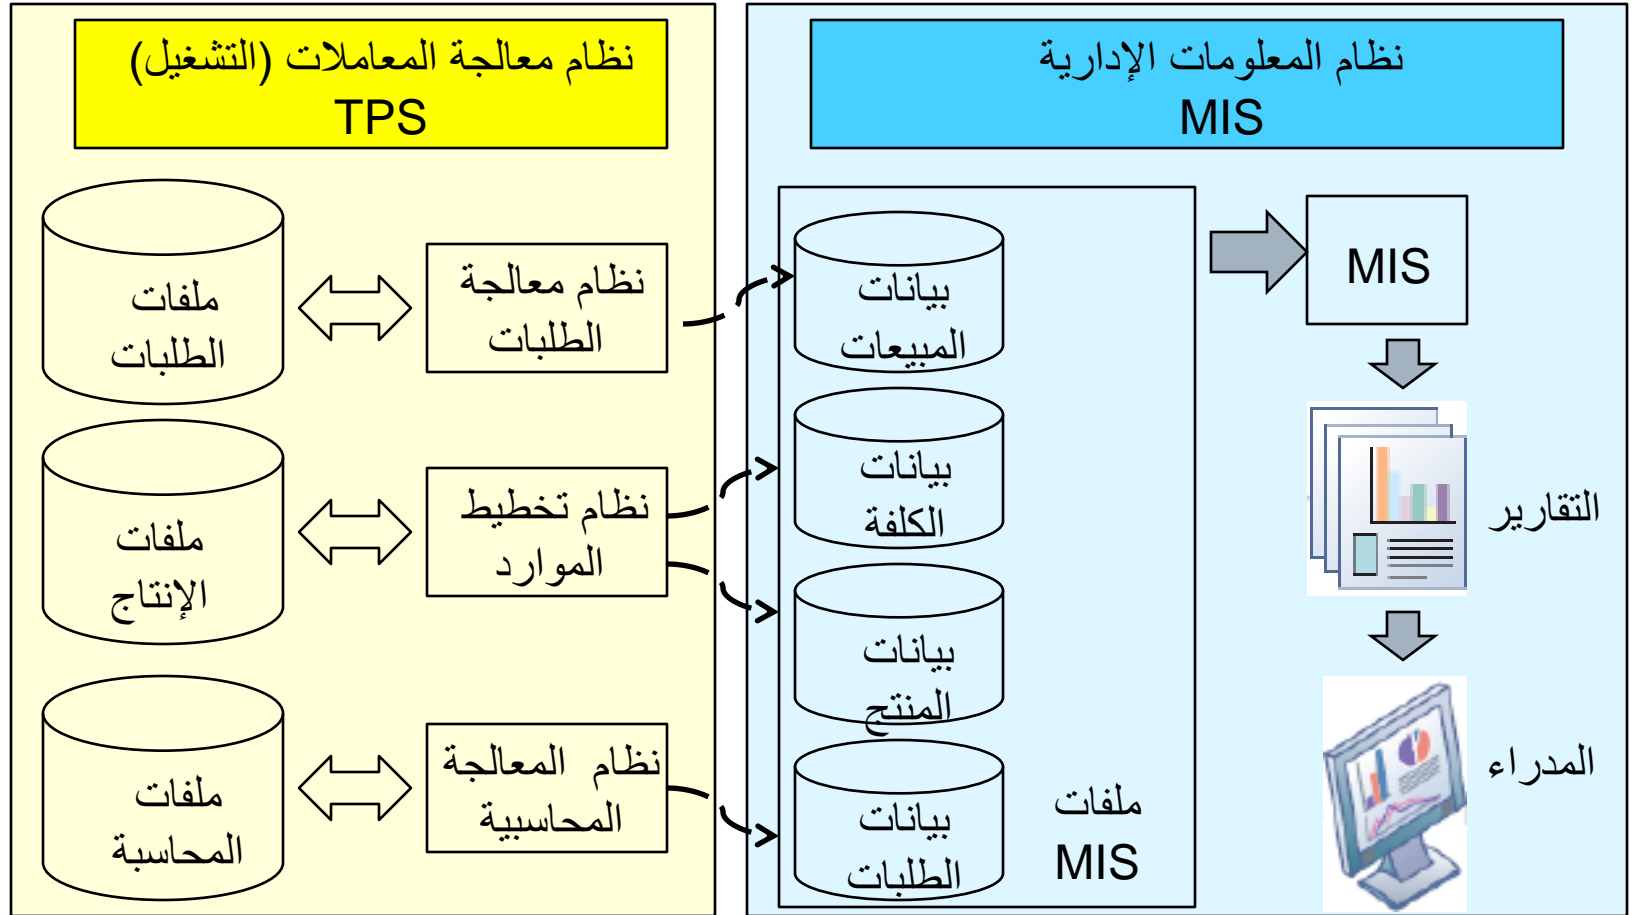 نظام معالجة المعاملات (التشغيل)
TPS
ملفات
الطلبات
نظام معالجة
الطلبات
ملفات
الإنتاج
نظام تخطيط
الموارد
ملفات
المحاسبة
نظام المعالجة
المحاسبية
نظام المعلومات الإدارية
MIS
بيانات
المبيعات
بيانات
الكلفة
بيانات
المنتج
بيانات
الطلبات
ملفات
MIS
MIS
التقارير
المدراء